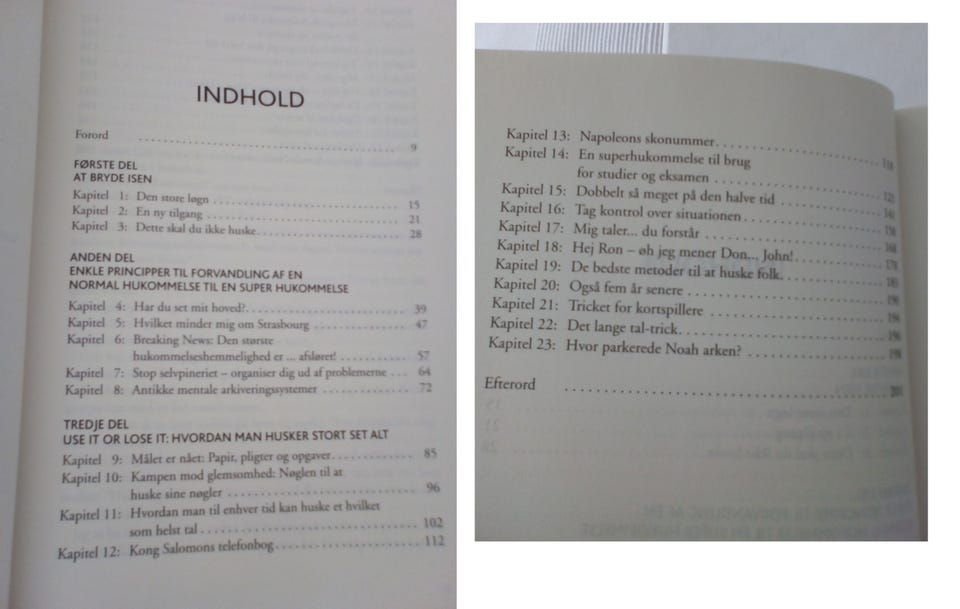 INDHOLD
Forord ............ 9
FØRSTE DEL
AT BRYDE ISEN
Kapitel 1: Den store løgn ............ 15
Kapitel 2: En ny tilgang ............ 21
Kapitel 3: Dette skal du ikke huske ............ 28
ANDEN DEL
ENKLE PRINCIPPER TIL FORVANDLING AF EN
NORMAL HUKOMMELSE TIL EN SUPER HUKOMMELSE
Kapitel 4: Har du set mit hoved? ............ 39
Kapitel 5: Hvilket minder mig om Strasbourg ............ 47
Kapitel 6: Breaking News: Den største
hukommelseshemmelighed er ... afsløret! ............ 57
Kapitel 7: Stop selvpineriet – organiser dig ud af problemerne ... 64
Kapitel 8: Antikke mentale arkiveringssystemer ............ 72
TREDJE DEL
USE IT OR LOSE IT: HVORDAN MAN HUSKER STORT SET ALT
Kapitel 9: Målet er nået: Papir, pligter og opgaver ............ 85
Kapitel 10: Kampen mod glemsomhed: Nøglen til at
huske sine nøgler ............ 96
Kapitel 11: Hvordan man til enhver tid kan huske et hvilket
som helst tal ............ 102
Kapitel 12: Kong Salomons telefonbog ............ 112
Kapitel 13: Napoleons skonummer ............
Kapitel 14: En superhukommelse til brug
for studier og eksamen ............
Kapitel 15: Dobbelt så meget på den halve tid ............
Kapitel 16: Tag kontrol over situationen ............
Kapitel 17: Mig taler... du forstår ............
Kapitel 18: Hej Ron – øh jeg mener Don... John! ............
Kapitel 19: De bedste metoder til at huske folk ............
Kapitel 20: Også fem år senere ............
Kapitel 21: Tricket for kortspillere ............
Kapitel 22: Det lange tal-trick ............
Kapitel 23: Hvor parkerede Noah arken? ............ 198
Efterord ............ 201